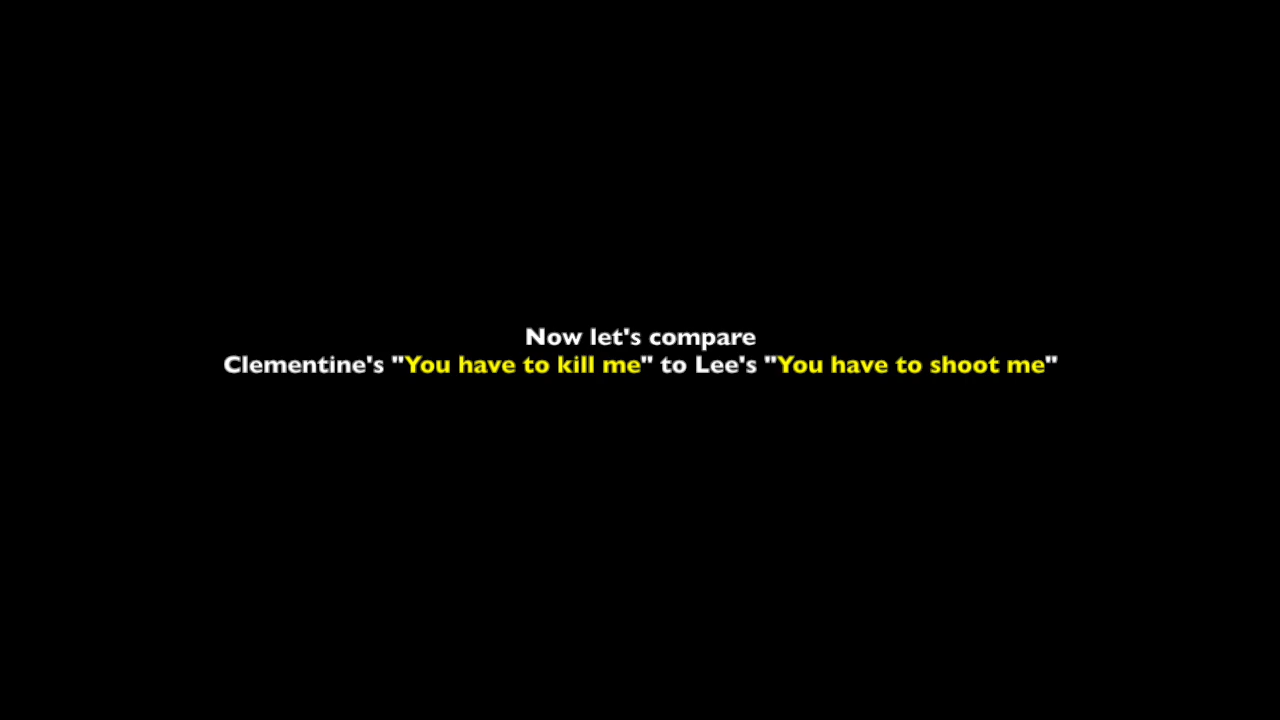 Now let's compare
Clementine's "You have to kill me" to Lee's "You have to shoot me"